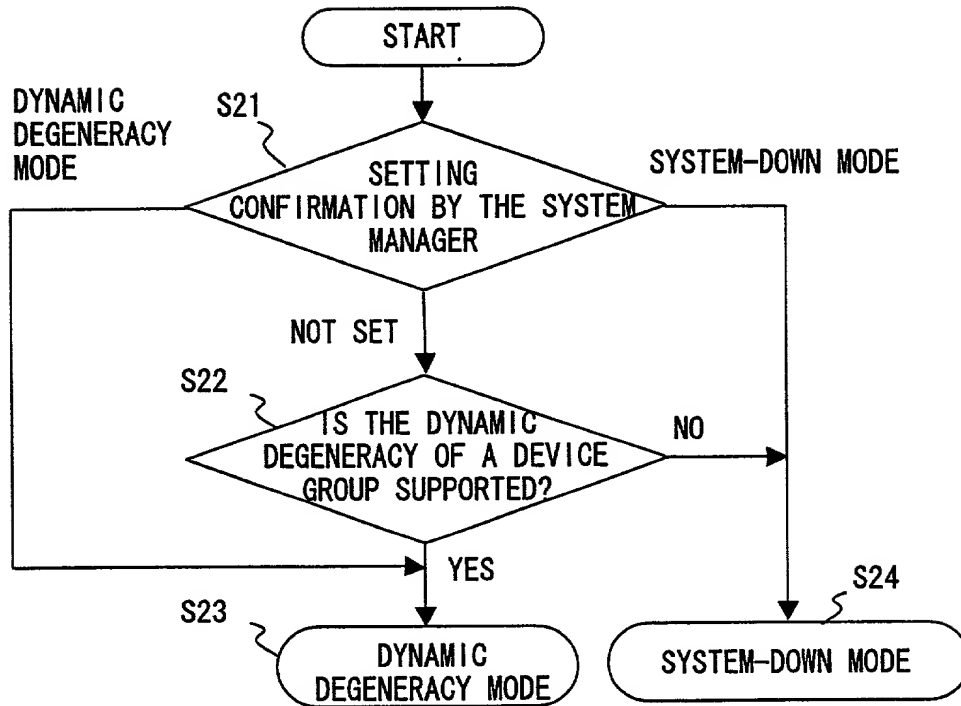 START
DYNAMIC
DEGENERACY
MODE
S21
SETTING
CONFIRMATION BY THE SYSTEM
MANAGER
SYSTEM-DOWN MODE
NOT SET
S22
IS THE DYNAMIC
DEGENERACY OF A DEVICE
GROUP SUPPORTED?
NO
YES
S23
DYNAMIC
DEGENERACY MODE
S24
SYSTEM-DOWN MODE